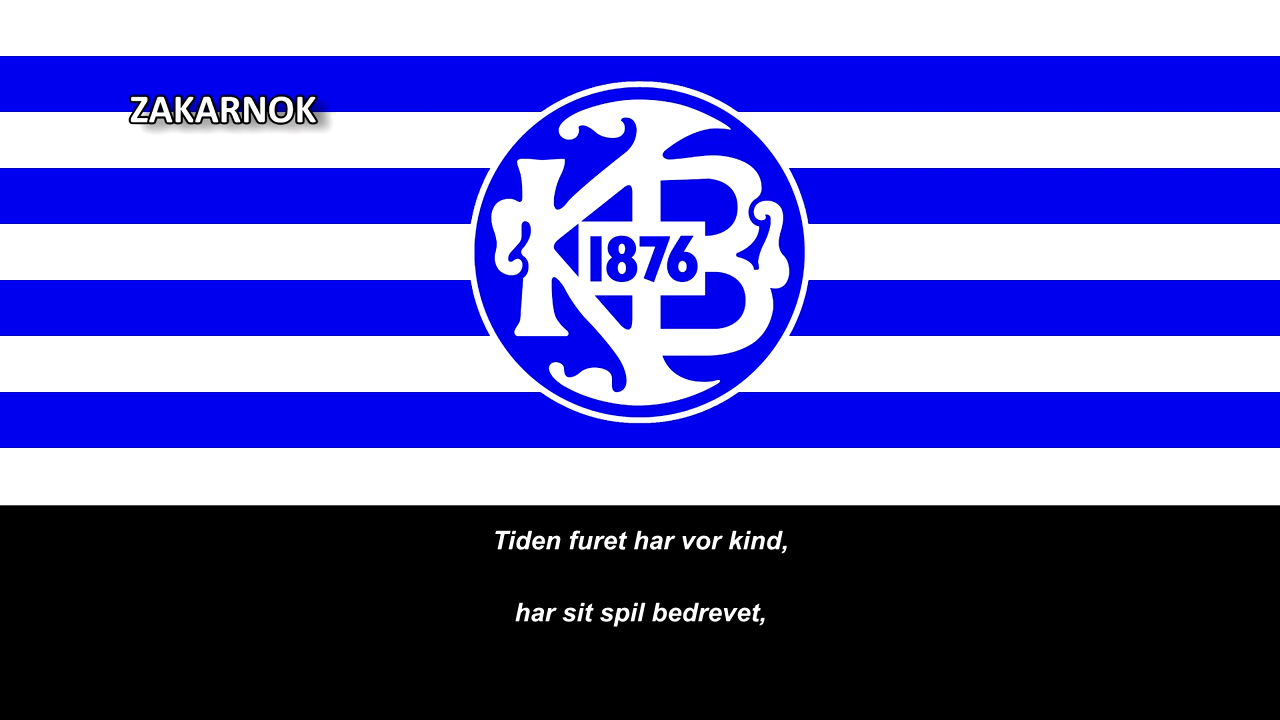 ZAKARNOK
KB
1876
Tiden furet har vor kind,
har sit spil bedrevet,